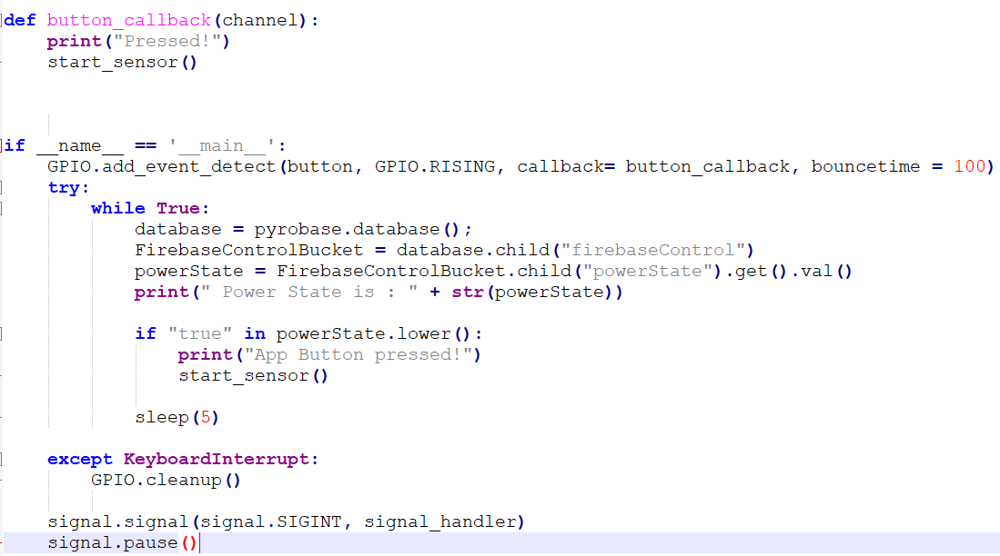 def button_callback(channel):
    print("Pressed!")
    start_sensor()
if __name__ == '__main__':
    GPIO.add_event_detect(button, GPIO.RISING, callback= button_callback, bouncetime = 100)
    try:
        while True:
            database = pyrobase.database();
            FirebaseControlBucket = database.child("firebaseControl")
            powerState = FirebaseControlBucket.child("powerState").get().val()
            print(" Power State is : " + str(powerState))
            if "true" in powerState.lower():
                print("App Button pressed!")
                start_sensor()
            sleep(5)
    except KeyboardInterrupt:
        GPIO.cleanup()
    signal.signal(signal.SIGINT, signal_handler)
    signal.pause()